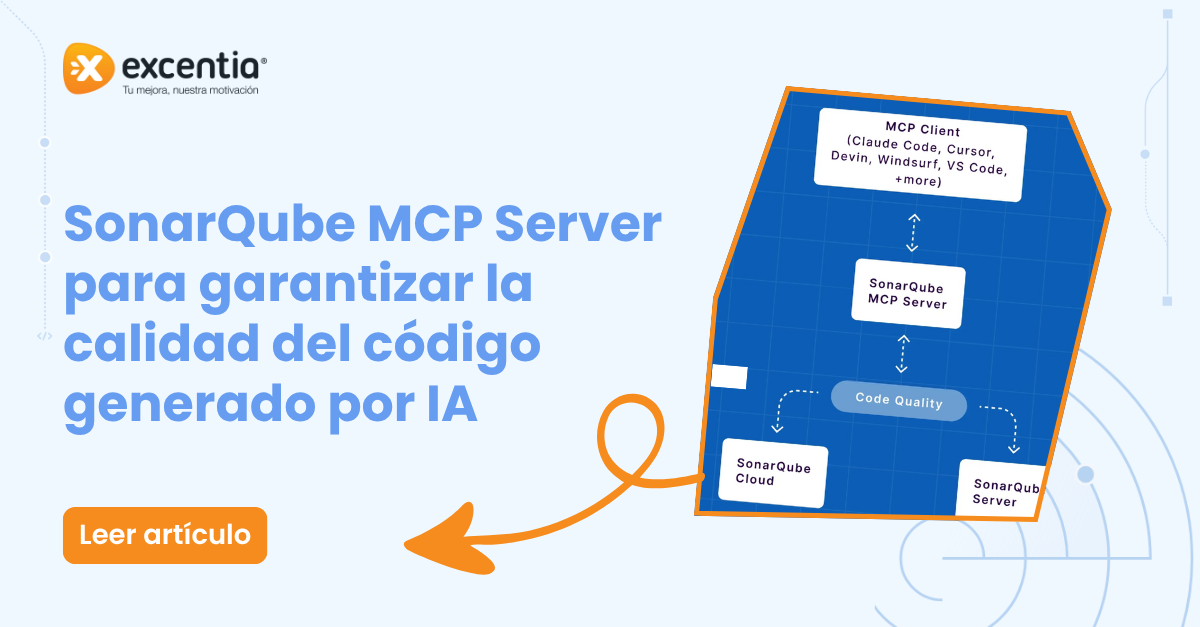 excentia®
Tu mejora, nuestra motivación
SonarQube MCP Server
para garantizar la
calidad del código
generado por IA
Leer artículo
MCP Client
(Claude Code, Cursor,
Devin, Windsurf, VS Code,
+more)
SonarQube
MCP Server
Code Quality
SonarQube
Cloud
SonarQub
Server